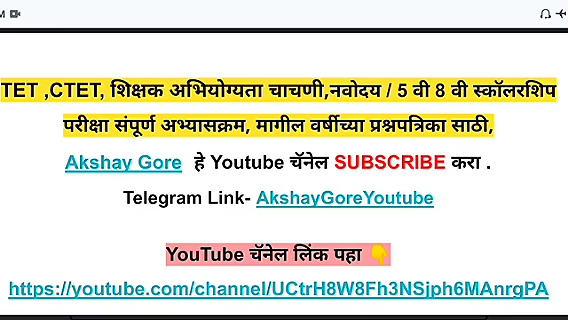 TET ,CTET, शिक्षक अभियोग्यता चाचणी,नवोदय / 5 वी 8 वी स्कॉलरशिप
परीक्षा संपूर्ण अभ्यासक्रम, मागील वर्षीच्या प्रश्नपत्रिका साठी,
Akshay Gore हे Youtube चॅनेल SUBSCRIBE करा .
Telegram Link- AkshayGoreYoutube
YouTube चॅनेल लिंक पहा 👇
https://youtube.com/channel/UCtrH8W8Fh3NSjph6MAnrgPA